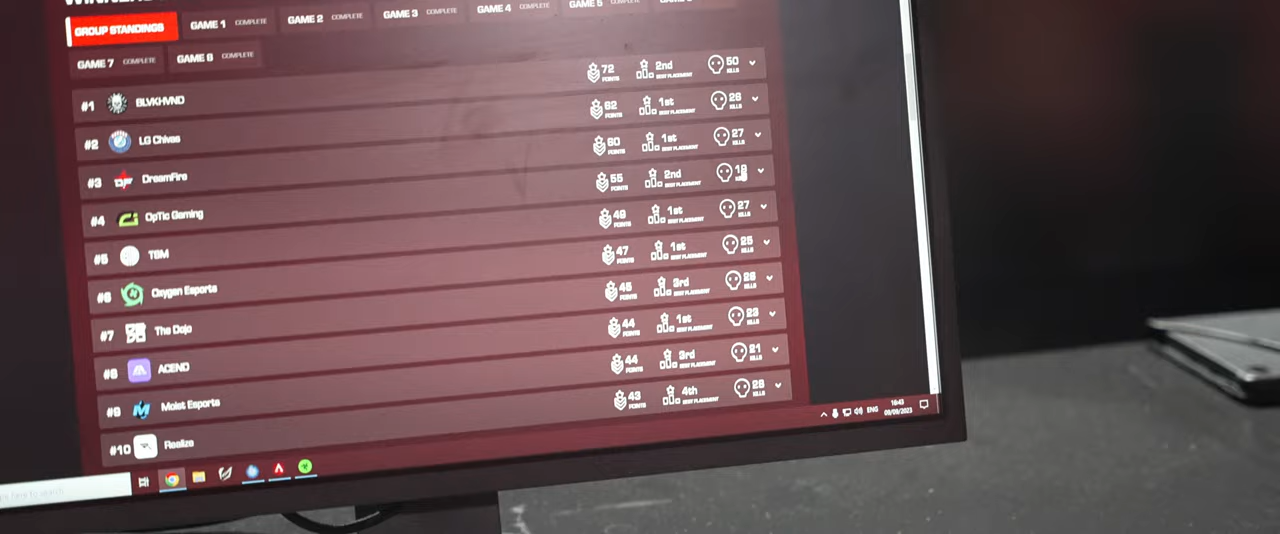 GROUP STANDINGS GAME 1 COMPLETE GAME 2 COMPLETE GAME 3 COMPLETE GAME 4 COMPLETE GAME 5 COMPLETE
GAME 7 COMPLETE GAME 8 COMPLETE
#1 BLVKHVND 72 POINTS 2nd BEST PLACEMENT 50 KILLS
#2 LG Chivas 62 POINTS 1st BEST PLACEMENT KILLS
#3 DF DreamFire 60 POINTS 1st BEST PLACEMENT 27 KILLS
#4 OpTic Gaming 55 POINTS 2nd BEST PLACEMENT
#5 TSM 49 POINTS 1st BEST PLACEMENT 27 KILLS
#6 Oxygen Esports 47 POINTS 1st BEST PLACEMENT 25 KILLS
#7 The Dojo 45 POINTS 3rd BEST PLACEMENT KILLS
#8 ACEND 44 POINTS 1st BEST PLACEMENT 23 KILLS
#9 Moist Esports 44 POINTS 3rd BEST PLACEMENT 21 KILLS
#10 Realize 43 POINTS 4th BEST PLACEMENT KILLS
ENG 16:43
09/09/2023